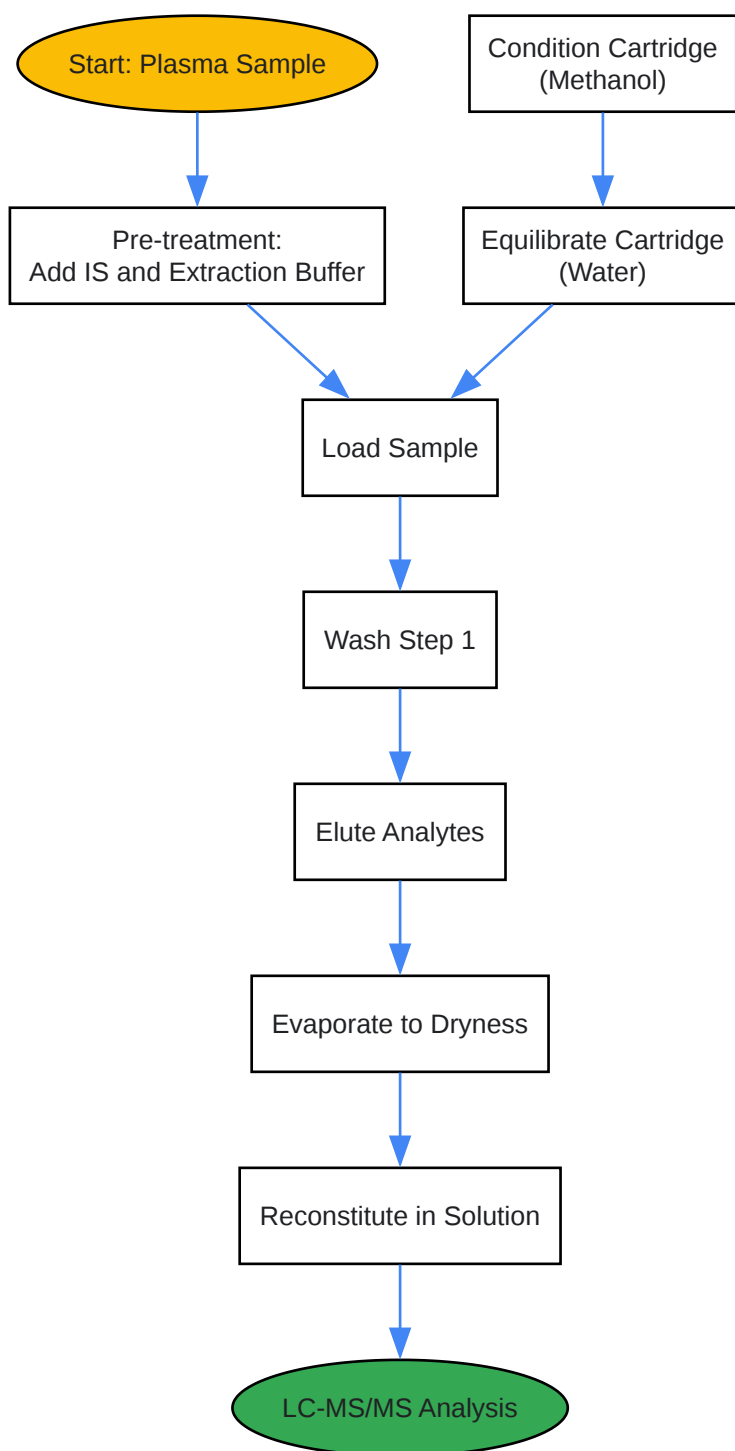 Start: Plasma Sample
Condition Cartridge
(Methanol)
Pre-treatment:
Add IS and Extraction Buffer
Equilibrate Cartridge
(Water)
Load Sample
Wash Step 1
Elute Analytes
Evaporate to Dryness
Reconstitute in Solution
LC-MS/MS Analysis